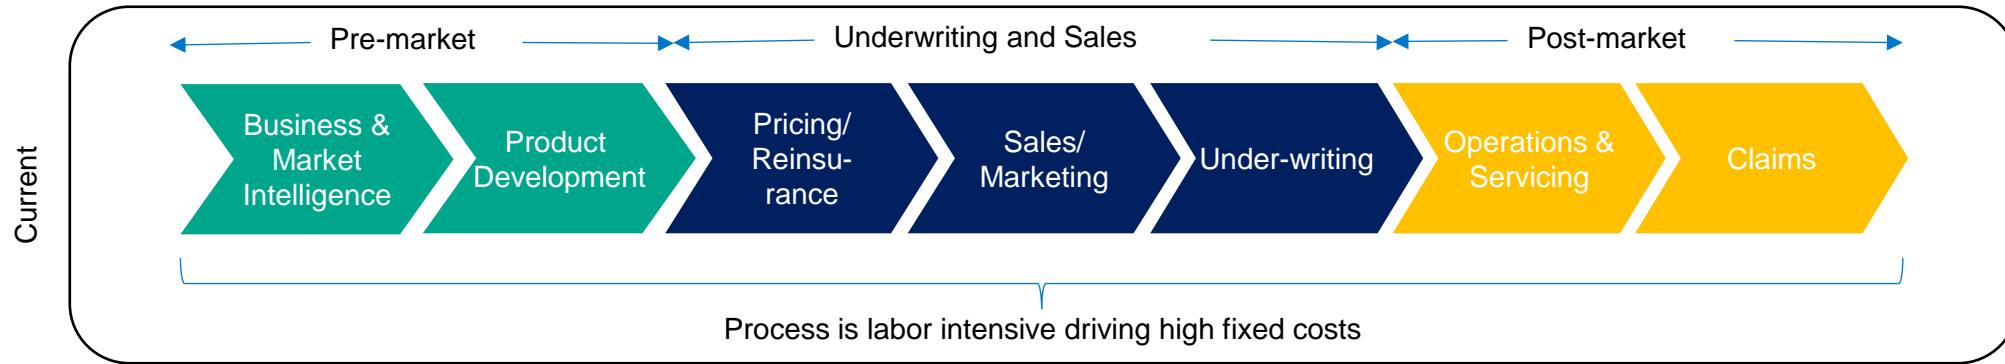 Pre-market
Underwriting and Sales
Post-market
Current
Business &
Market
Intelligence
Product
Development
Pricing/
Reinsu-
rance
Sales/
Marketing
Under-writing
Operations &
Servicing
Claims
Process is labor intensive driving high fixed costs